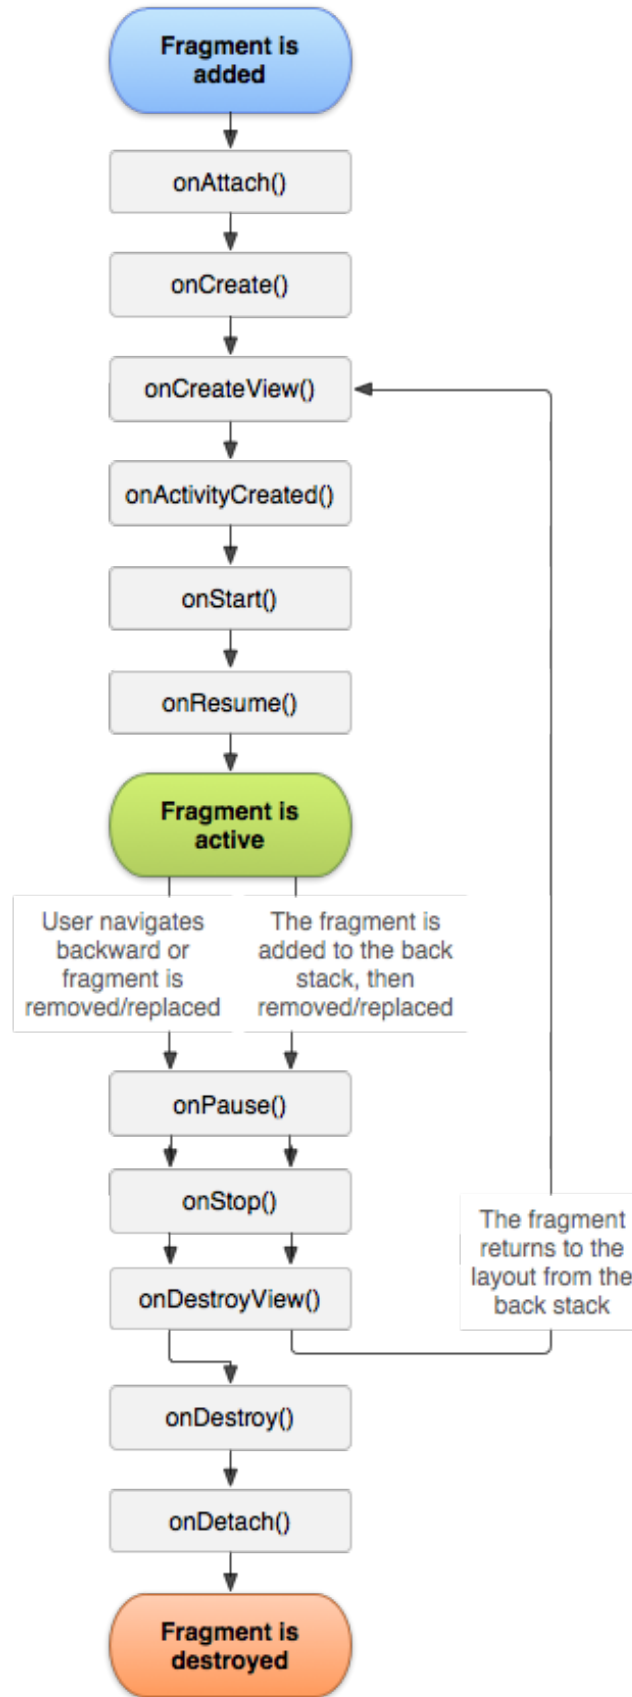 Fragment is
added
onAttach()
onCreate()
onCreateView()
onActivityCreated()
onStart()
onResume()
Fragment is
active
User navigates
backward or
fragment is
removed/replaced
The fragment is
added to the back
stack, then
removed/replaced
onPause()
onStop()
onDestroyView()
The fragment
returns to the
layout from the
back stack
onDestroy()
onDetach()
Fragment is
destroyed